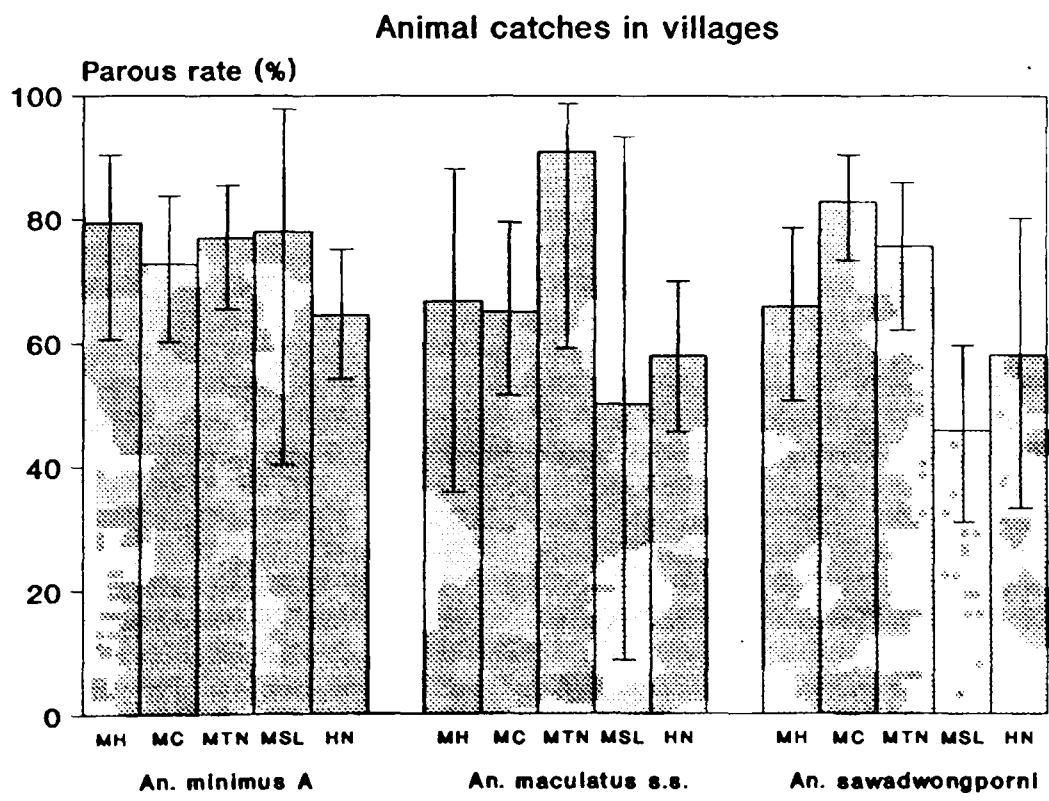 Animal catches in villages
Parous rate (%)
100
80
60
40
20
0
MH MC MTN MSL HN MH MC MTN MSL HN MH MC MTN MSL HN
An. minimus A An. maculatus s.s. An. sawadwongporni